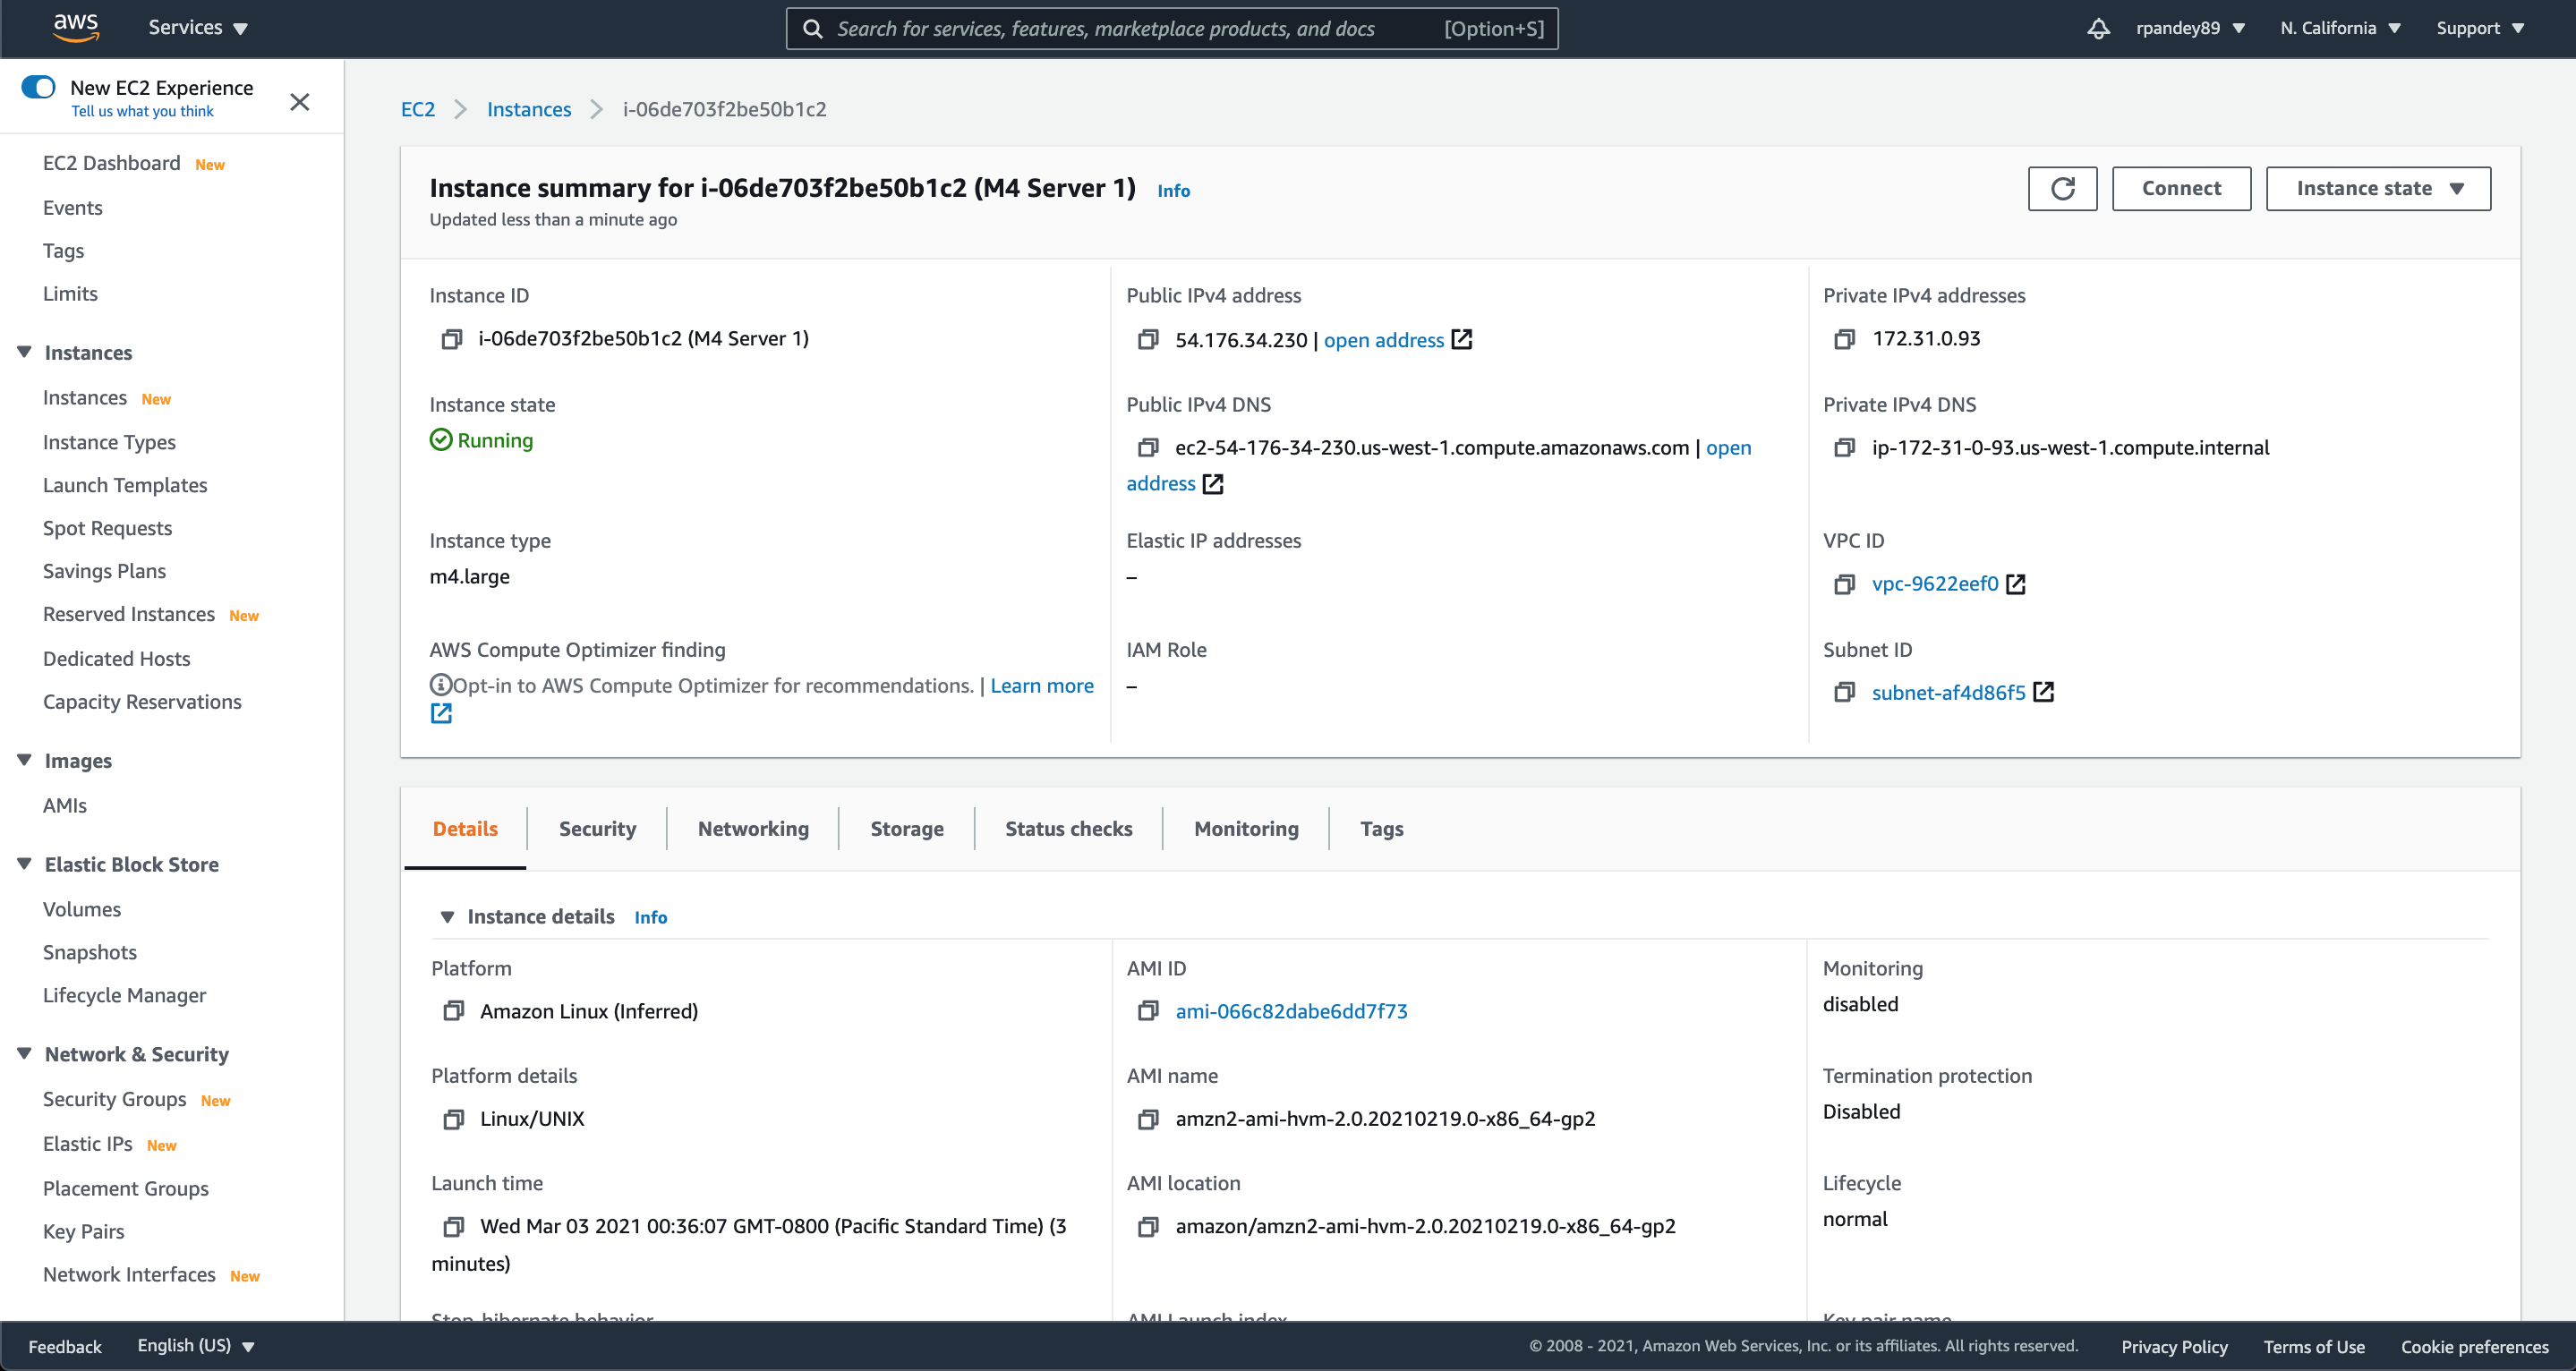 aws
Services
Search for services, features, marketplace products, and docs [Option+S]
rpandey89
N. California
Support
New EC2 Experience
Tell us what you think
EC2 Dashboard New
Events
Tags
Limits
Instances
Instances New
Instance Types
Launch Templates
Spot Requests
Savings Plans
Reserved Instances New
Dedicated Hosts
Capacity Reservations
Images
AMIs
Elastic Block Store
Volumes
Snapshots
Lifecycle Manager
Network & Security
Security Groups New
Elastic IPs New
Placement Groups
Key Pairs
Network Interfaces New
EC2 > Instances > i-06de703f2be50b1c2
Instance summary for i-06de703f2be50b1c2 (M4 Server 1) Info
Updated less than a minute ago
Connect
Instance state
Instance ID
i-06de703f2be50b1c2 (M4 Server 1)
Public IPv4 address
54.176.34.230 | open address
Private IPv4 addresses
172.31.0.93
Instance state
Running
Public IPv4 DNS
ec2-54-176-34-230.us-west-1.compute.amazonaws.com | open
address
Private IPv4 DNS
ip-172-31-0-93.us-west-1.compute.internal
Instance type
m4.large
Elastic IP addresses
–
VPC ID
vpc-9622eef0
AWS Compute Optimizer finding
Opt-in to AWS Compute Optimizer for recommendations. | Learn more
IAM Role
–
Subnet ID
subnet-af4d86f5
Details
Security
Networking
Storage
Status checks
Monitoring
Tags
Instance details Info
Platform
Amazon Linux (Inferred)
AMI ID
ami-066c82dabe6dd7f73
Monitoring
disabled
Platform details
Linux/UNIX
AMI name
amzn2-ami-hvm-2.0.20210219.0-x86_64-gp2
Termination protection
Disabled
Launch time
Wed Mar 03 2021 00:36:07 GMT-0800 (Pacific Standard Time) (3
minutes)
AMI location
amazon/amzn2-ami-hvm-2.0.20210219.0-x86_64-gp2
Lifecycle
normal
Stop-hibernate behavior
AMI Launch index
Key pair name
Feedback
English (US)
© 2008 - 2021, Amazon Web Services, Inc. or its affiliates. All rights reserved.
Privacy Policy
Terms of Use
Cookie preferences